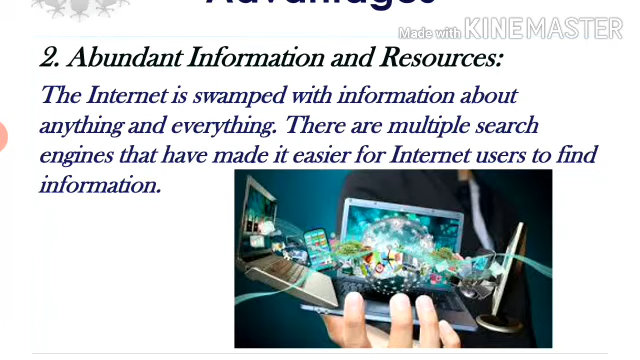 Advantages
Made with KINEMASTER
2. Abundant Information and Resources:
The Internet is swamped with information about
anything and everything. There are multiple search
engines that have made it easier for Internet users to find
information.